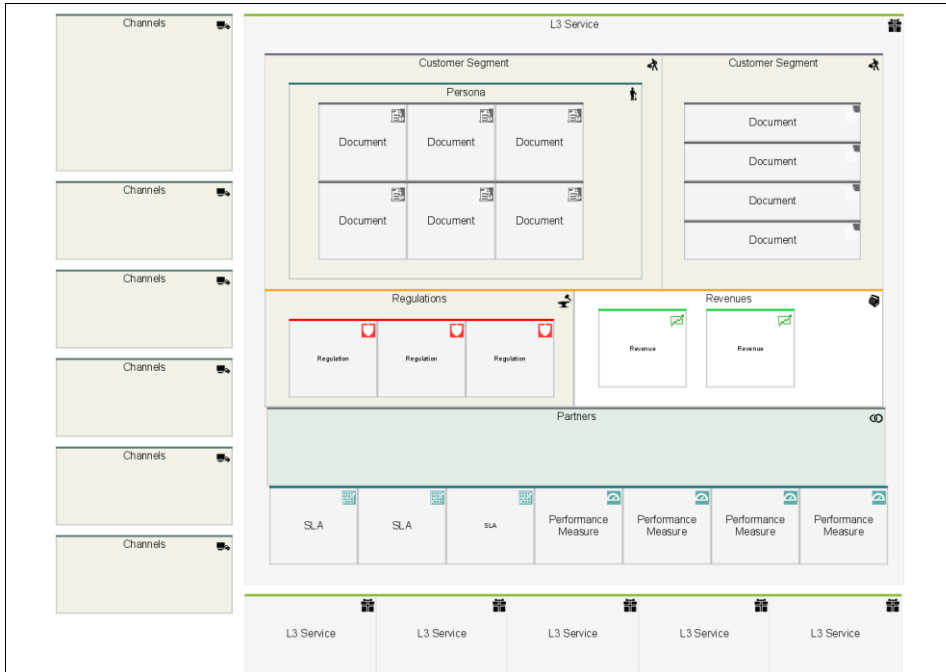 Channels
Channels
Channels
Channels
Channels
Channels
L3 Service
Customer Segment
Persona
Document
Document
Document
Document
Document
Document
Customer Segment
Document
Document
Document
Document
Regulations
Regulation
Regulation
Regulation
Revenues
Revenue
Revenue
Partners
SLA
SLA
SLA
Performance
Measure
Performance
Measure
Performance
Measure
Performance
Measure
L3 Service
L3 Service
L3 Service
L3 Service
L3 Service